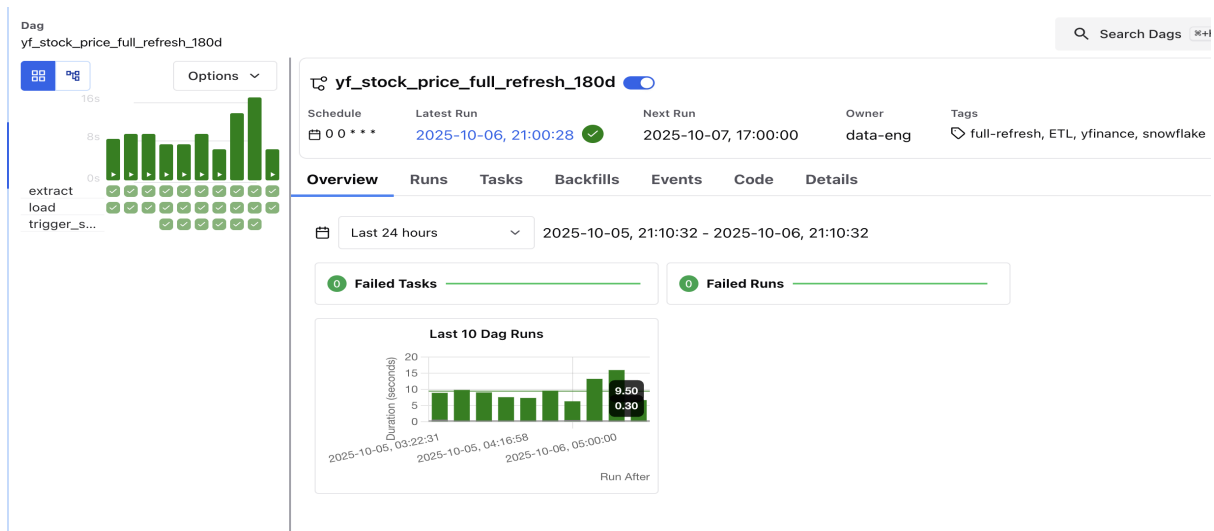 Dag
yf_stock_price_full_refresh_180d
Search Dags
Options
16s
8s
0s
extract
load
trigger_s...
yf_stock_price_full_refresh_180d
Schedule
0 0 * * *
Latest Run
2025-10-06, 21:00:28
Next Run
2025-10-07, 17:00:00
Owner
data-eng
Tags
full-refresh, ETL, yfinance, snowflake
Overview Runs Tasks Backfills Events Code Details
Last 24 hours
2025-10-05, 21:10:32 - 2025-10-06, 21:10:32
0 Failed Tasks
0 Failed Runs
Last 10 Dag Runs
Duration (seconds)
20
15
10
5
0
9.50
0.30
2025-10-05, 03:22:31
2025-10-05, 04:16:58
2025-10-06, 05:00:00
Run After